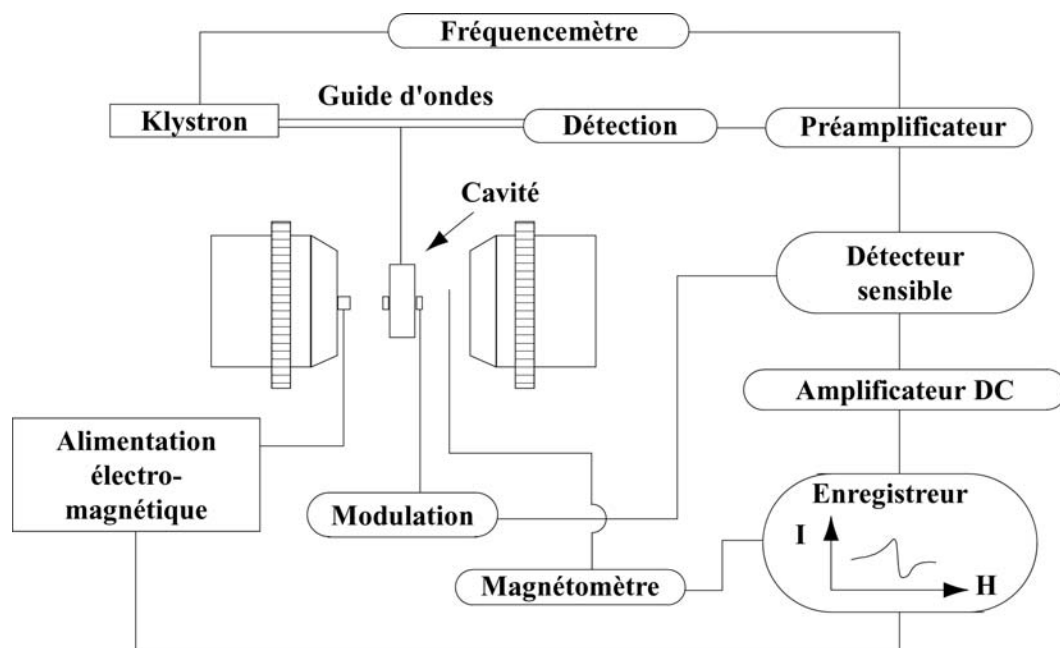 Fréquencemètre
Guide d'ondes
Klystron
Détection
Préamplificateur
Cavité
Détecteur
sensible
Amplificateur DC
Alimentation
électro-
magnétique
Modulation
Enregistreur
I
H
Magnétomètre